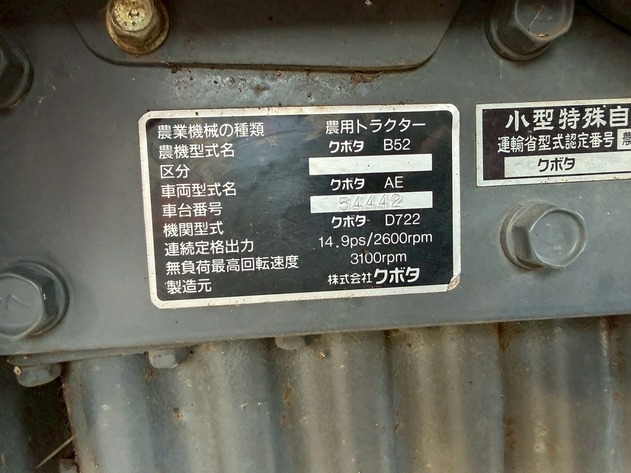 農業機械の種類 農用トラクター
農機型式名 クボタ B52
区分
車両型式名 クボタ AE
車台番号 54442
機関型式 クボタ D722
連続定格出力 14.9ps/2600rpm
無負荷最高回転速度 3100rpm
製造元 株式会社クボタ
小型特殊自
運輸省型式認定番号 農
クボタ